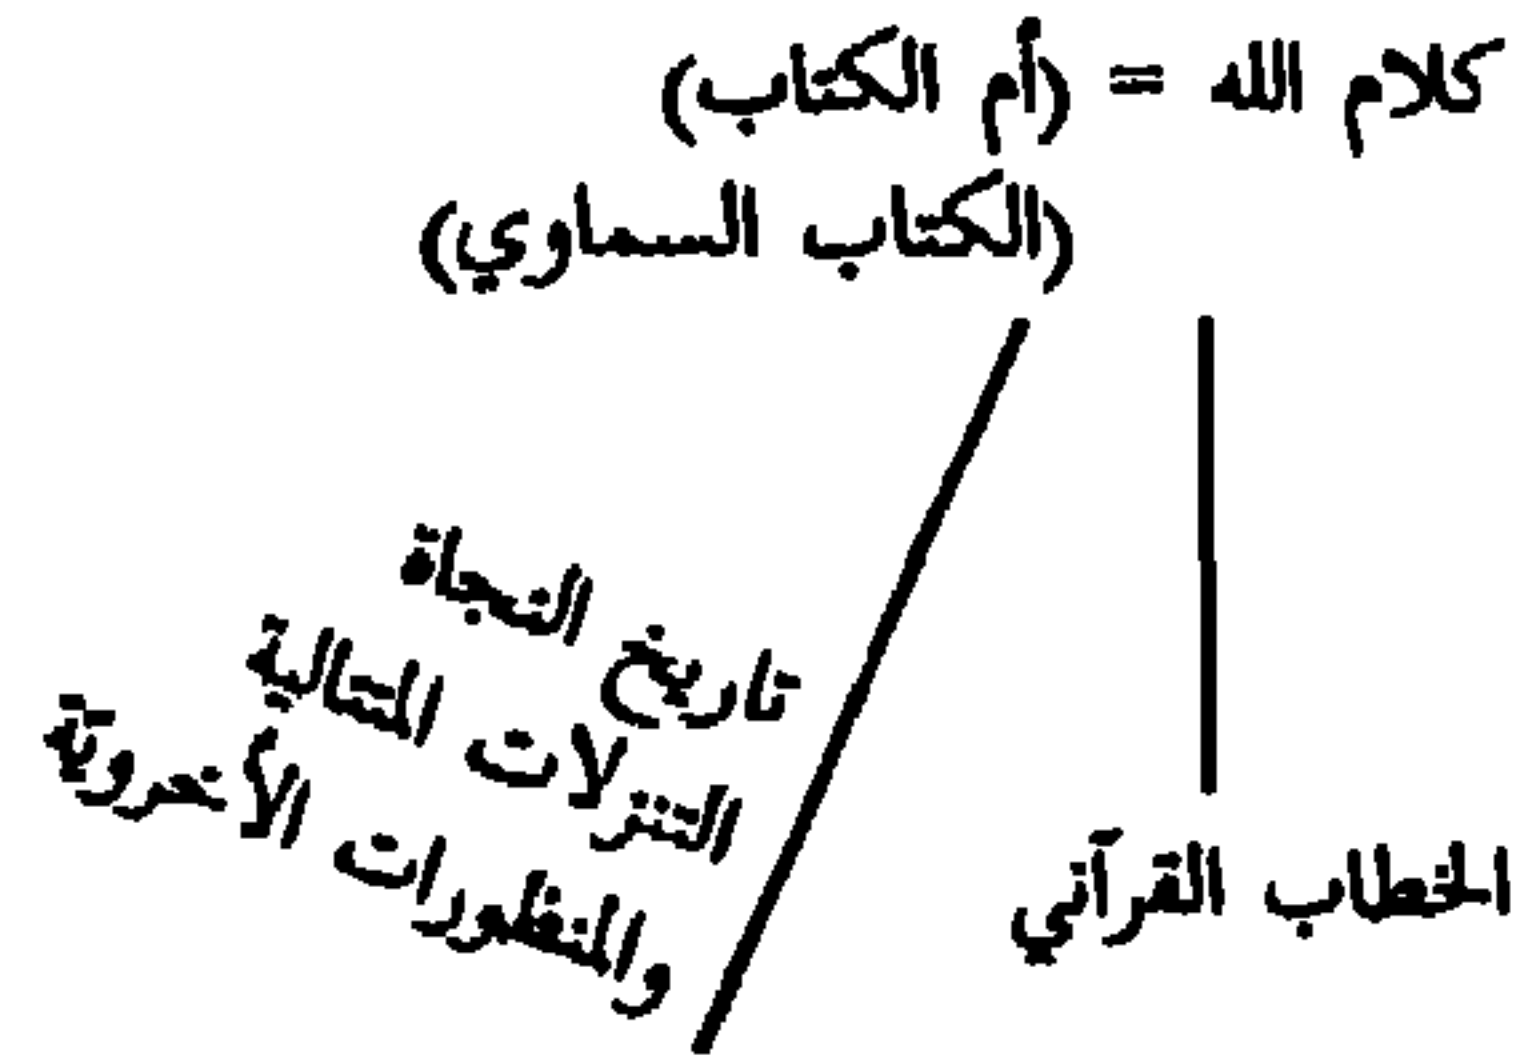 كلام الله = (أم الكتاب)
(الكتاب السماوي)
تاريخ النجاة
التنزلات المتتالية
والمنظورات الأخروية
الخطاب القرآني